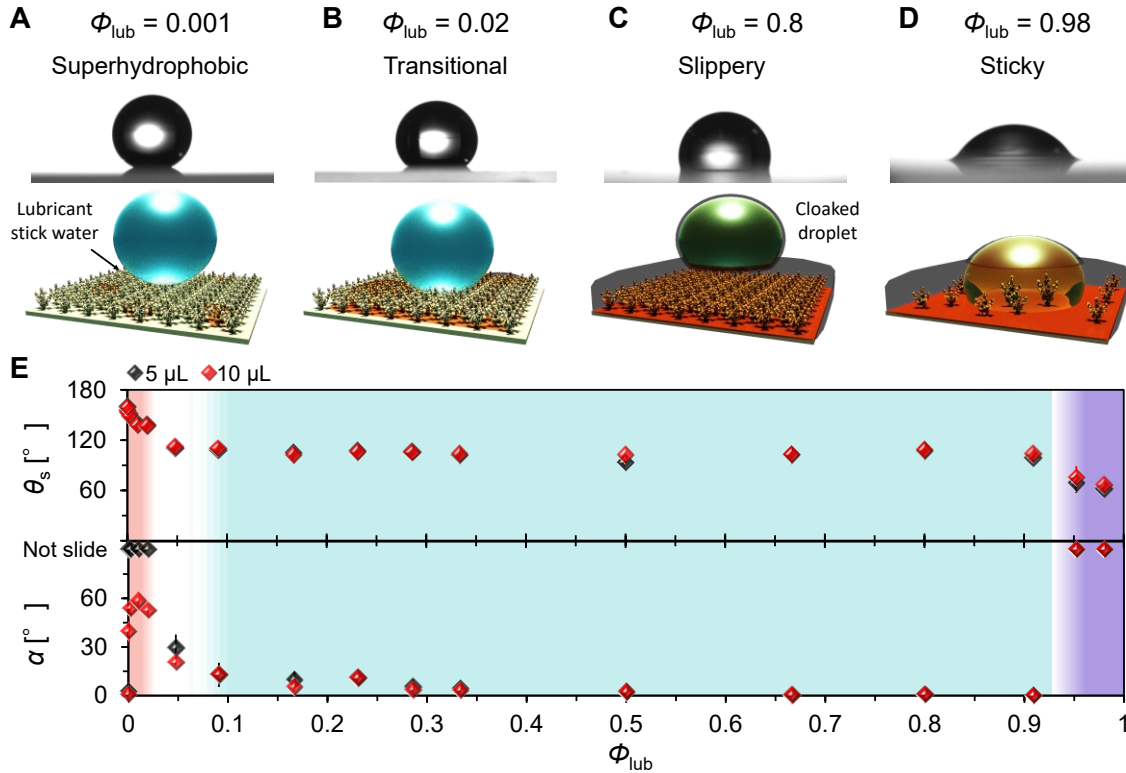 A Φlub = 0.001
Superhydrophobic
B Φlub = 0.02
Transitional
C Φlub = 0.8
Slippery
D Φlub = 0.98
Sticky
Lubricant
stick water
Cloaked
droplet
E
5 µL 10 µL
180
120
60
θs [°]
Not slide
60
30
0
α [°]
0 0.1 0.2 0.3 0.4 0.5 0.6 0.7 0.8 0.9 1
Φlub